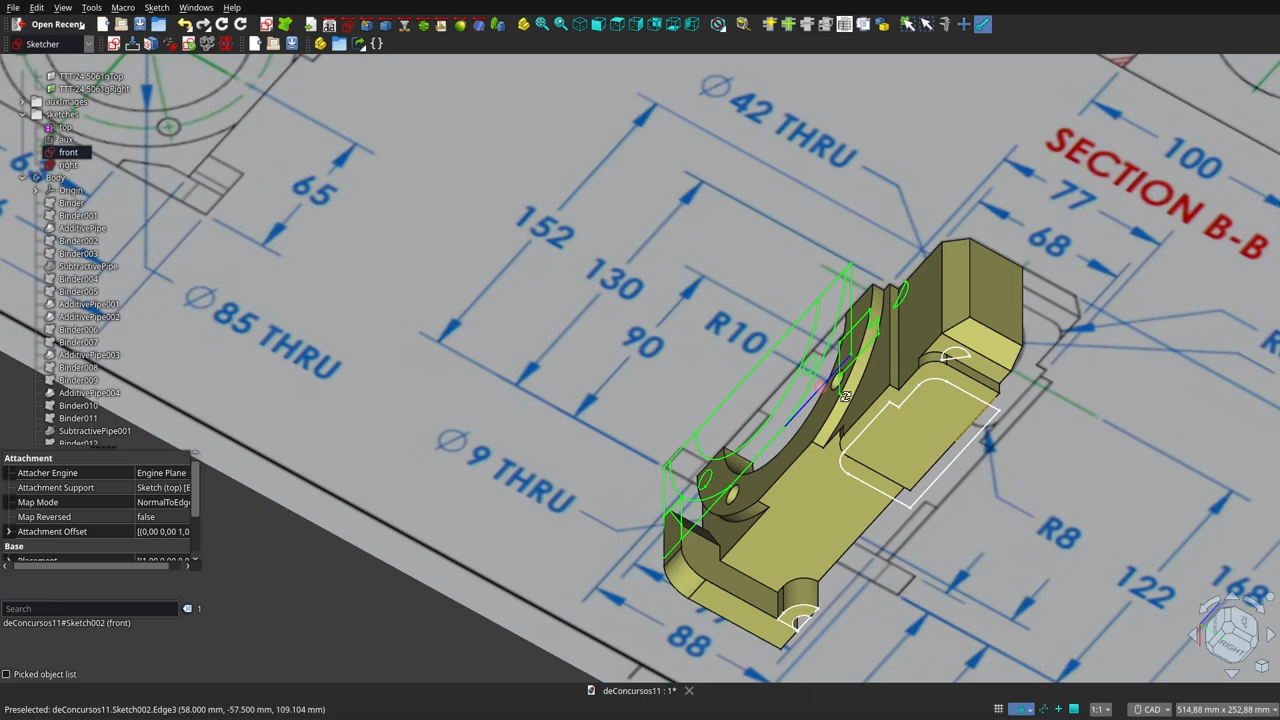 File Edit View Tools Macro Sketch Windows Help
Open Recent
Sketcher
TTT-24 5061gTop
TTT-24 5061gRight
auxImages
sketches
top
aux
front
right
Body
Origin
Binder
Binder001
AdditivePipe
Binder002
Binder003
SubtractivePipe
Binder004
Binder005
AdditivePipe001
AdditivePipe002
Binder006
Binder007
AdditivePipe003
Binder008
Binder009
AdditivePipe004
Binder010
Binder011
SubtractivePipe001
Binder012
Attachment
Attacher Engine Engine Plane
Attachment Support Sketch (top) [E
Map Mode NormalToEdge
Map Reversed false
Attachment Offset [(0,00 0,00 1,0
Base
Search 1
deConcursos11#Sketch002 (front)
Picked object list
Ø42 THRU
SECTION B-B
100
77
68
65
152
130
90
R10
Ø85 THRU
Ø9 THRU
R8
122
168
88
RIGHT
deConcursos11 : 1*
Preselected: deConcursos11.Sketch002.Edge3 (58.000 mm, -57.500 mm, 109.104 mm)
1:1 CAD 514,88 mm x 252,88 mm